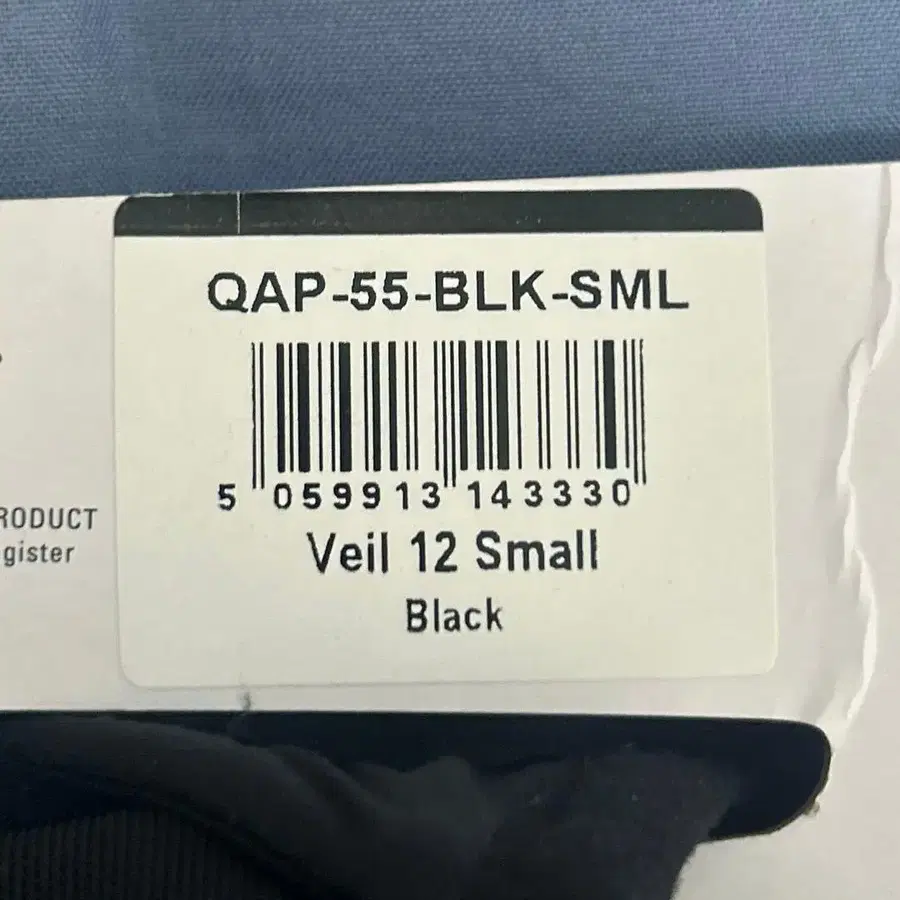 QAP-55-BLK-SML
5 059913 143330
RODUCT
gister
Veil 12 Small
Black